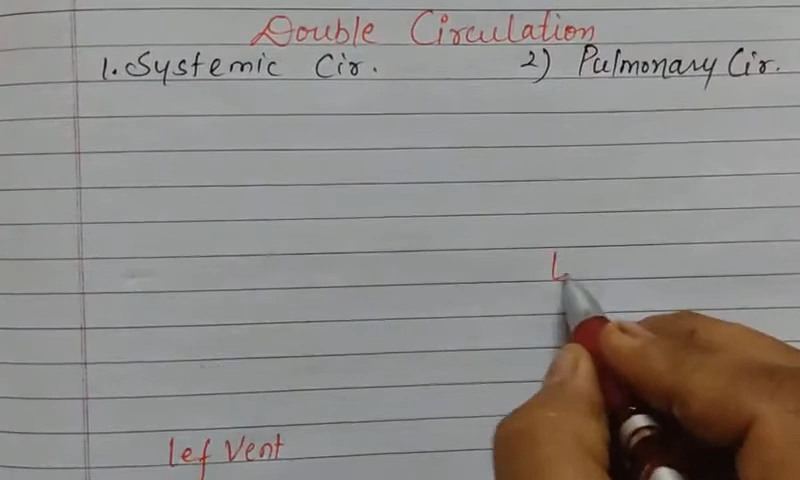 Double Circulation
1. Systemic Cir. 2) Pulmonary Cir.
L
lef Vent